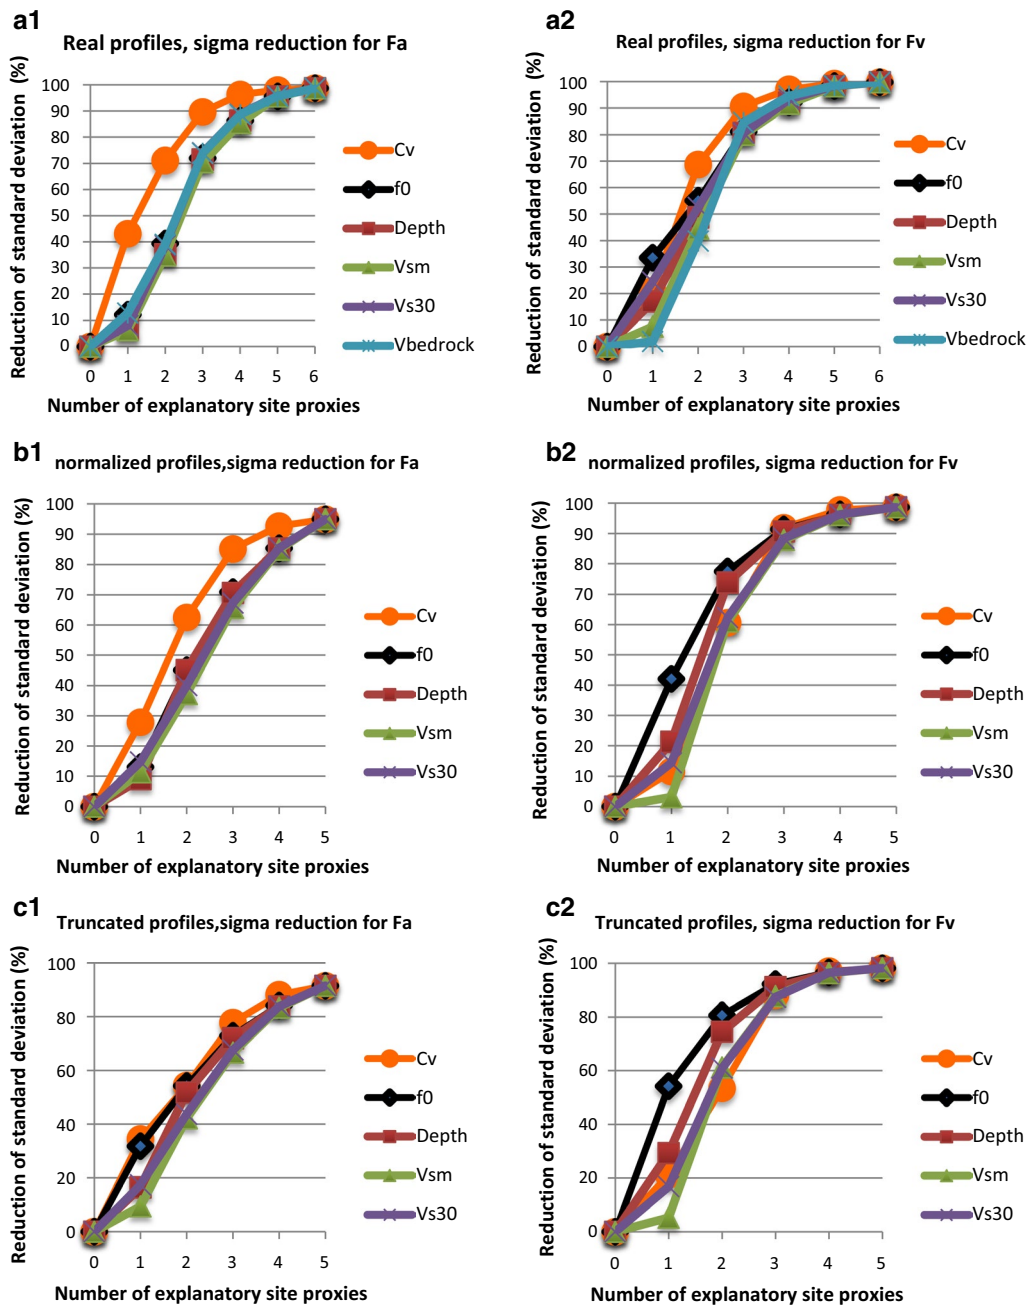 a1
Real profiles, sigma reduction for Fa
Reduction of standard deviation (%)
100
90
80
70
60
50
40
30
20
10
0
0 1 2 3 4 5 6
Number of explanatory site proxies
Cv
f0
Depth
Vsm
Vs30
Vbedrock
a2
Real profiles, sigma reduction for Fv
Reduction of standard deviation (%)
100
90
80
70
60
50
40
30
20
10
0
0 1 2 3 4 5 6
Number of explanatory site proxies
Cv
f0
Depth
Vsm
Vs30
Vbedrock
b1
normalized profiles,sigma reduction for Fa
Reduction of standard deviation (%)
100
90
80
70
60
50
40
30
20
10
0
0 1 2 3 4 5
Number of explanatory site proxies
Cv
f0
Depth
Vsm
Vs30
b2
normalized profiles, sigma reduction for Fv
Reduction of standard deviation (%)
100
90
80
70
60
50
40
30
20
10
0
0 1 2 3 4 5
Number of explanatory site proxies
Cv
f0
Depth
Vsm
Vs30
c1
Truncated profiles,sigma reduction for Fa
Reduction of standard deviation (%)
100
80
60
40
20
0
0 1 2 3 4 5
Number of explanatory site proxies
Cv
f0
Depth
Vsm
Vs30
c2
Truncated profiles, sigma reduction for Fv
Reduction of standard deviation (%)
100
80
60
40
20
0
0 1 2 3 4 5
Number of explanatory site proxies
Cv
f0
Depth
Vsm
Vs30